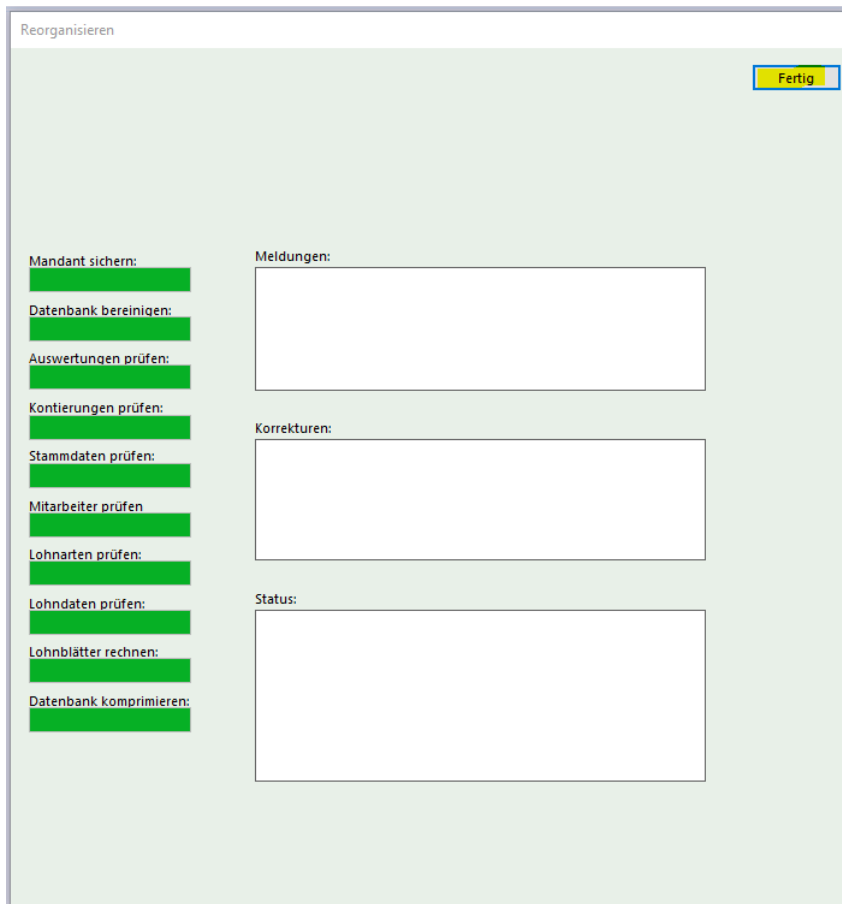 Reorganisieren
Fertig
Mandant sichern:
Datenbank bereinigen:
Auswertungen prüfen:
Kontierungen prüfen:
Stammdaten prüfen:
Mitarbeiter prüfen
Lohnarten prüfen:
Lohndaten prüfen:
Lohnblätter rechnen:
Datenbank komprimieren:
Meldungen:
Korrekturen:
Status: